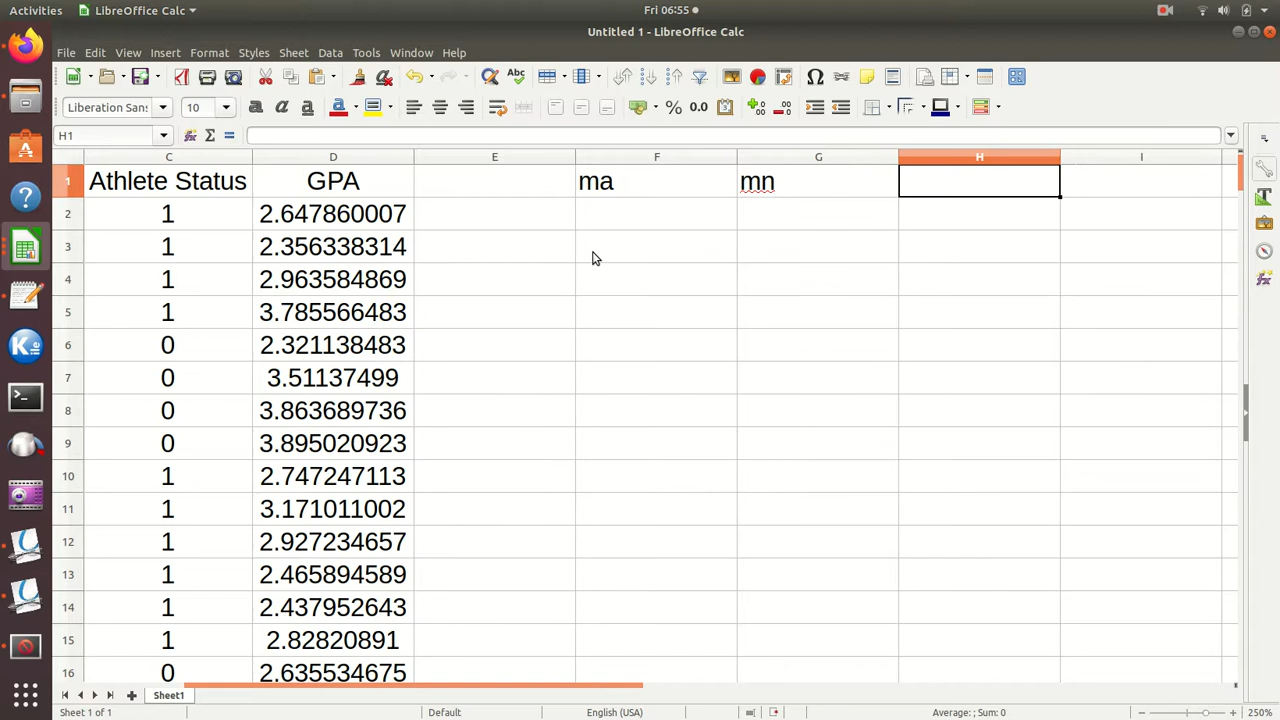 Activities LibreOffice Calc Fri 06:55
Untitled 1 - LibreOffice Calc
File Edit View Insert Format Styles Sheet Data Tools Window Help
Liberation Sans 10
H1
C D E F G H I
1 Athlete Status GPA ma mn
2 1 2.647860007
3 1 2.356338314
4 1 2.963584869
5 1 3.785566483
6 0 2.321138483
7 0 3.51137499
8 0 3.863689736
9 0 3.895020923
10 1 2.747247113
11 1 3.171011002
12 1 2.927234657
13 1 2.465894589
14 1 2.437952643
15 1 2.82820891
16 0 2.635534675
Sheet1
Sheet 1 of 1 Default English (USA) Average: ; Sum: 0 250%